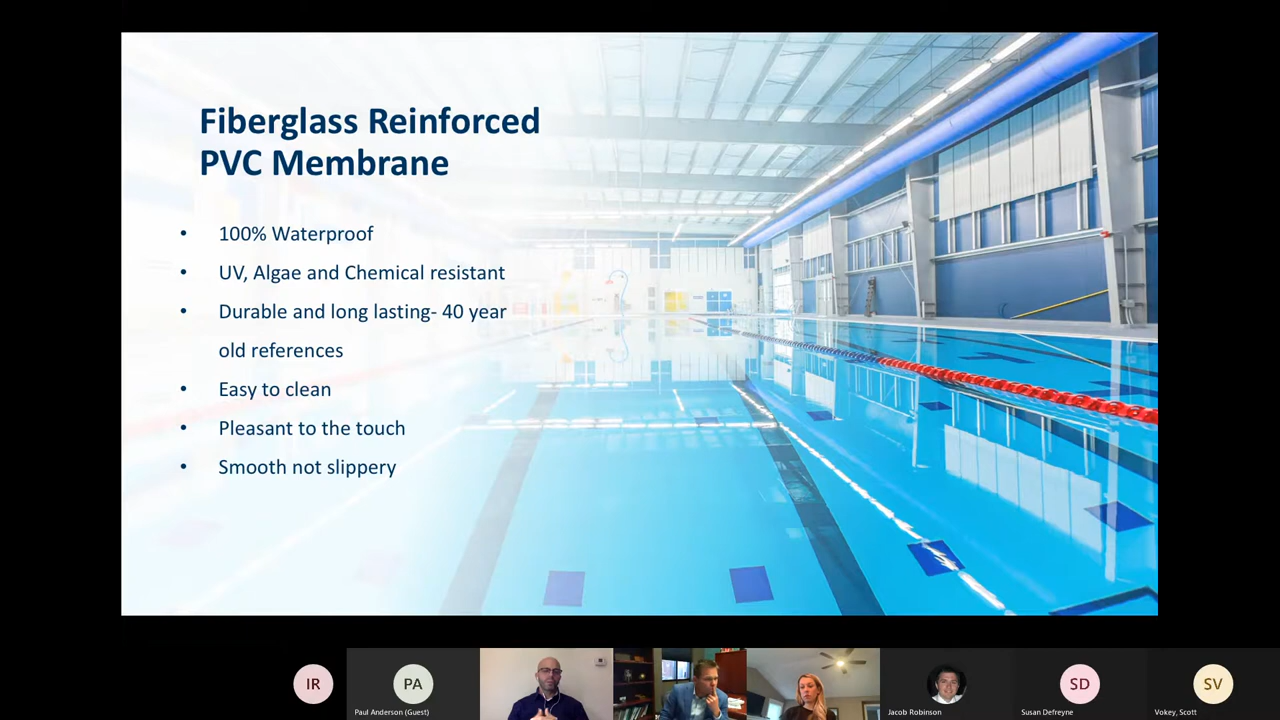 Fiberglass Reinforced
PVC Membrane
• 100% Waterproof
• UV, Algae and Chemical resistant
• Durable and long lasting- 40 year
old references
• Easy to clean
• Pleasant to the touch
• Smooth not slippery
IR
PA
SD
SV
Paul Anderson (Guest)
Jacob Robinson
Susan Defreyne
Vokey, Scott